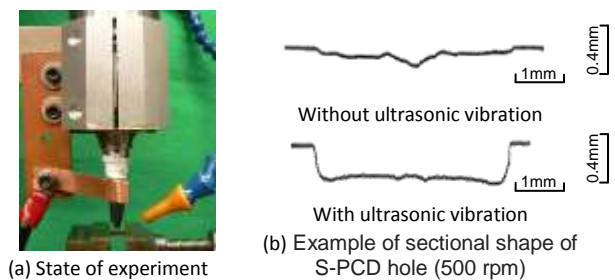 0.4mm
1mm
Without ultrasonic vibration
0.4mm
1mm
With ultrasonic vibration
(a) State of experiment
(b) Example of sectional shape of
S-PCD hole (500 rpm)